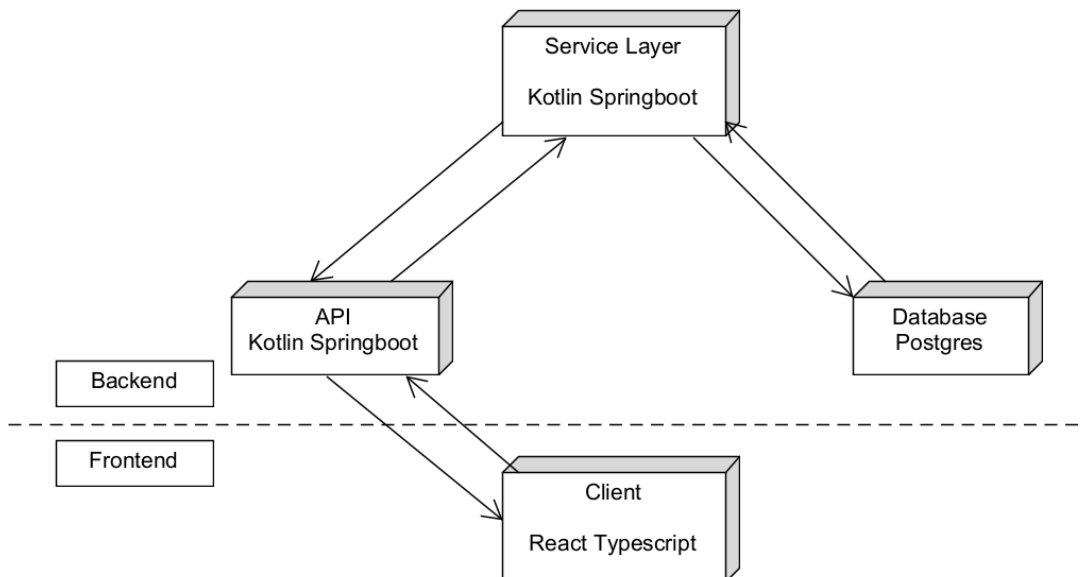 Service Layer
Kotlin Springboot
API
Kotlin Springboot
Database
Postgres
Backend
Frontend
Client
React Typescript